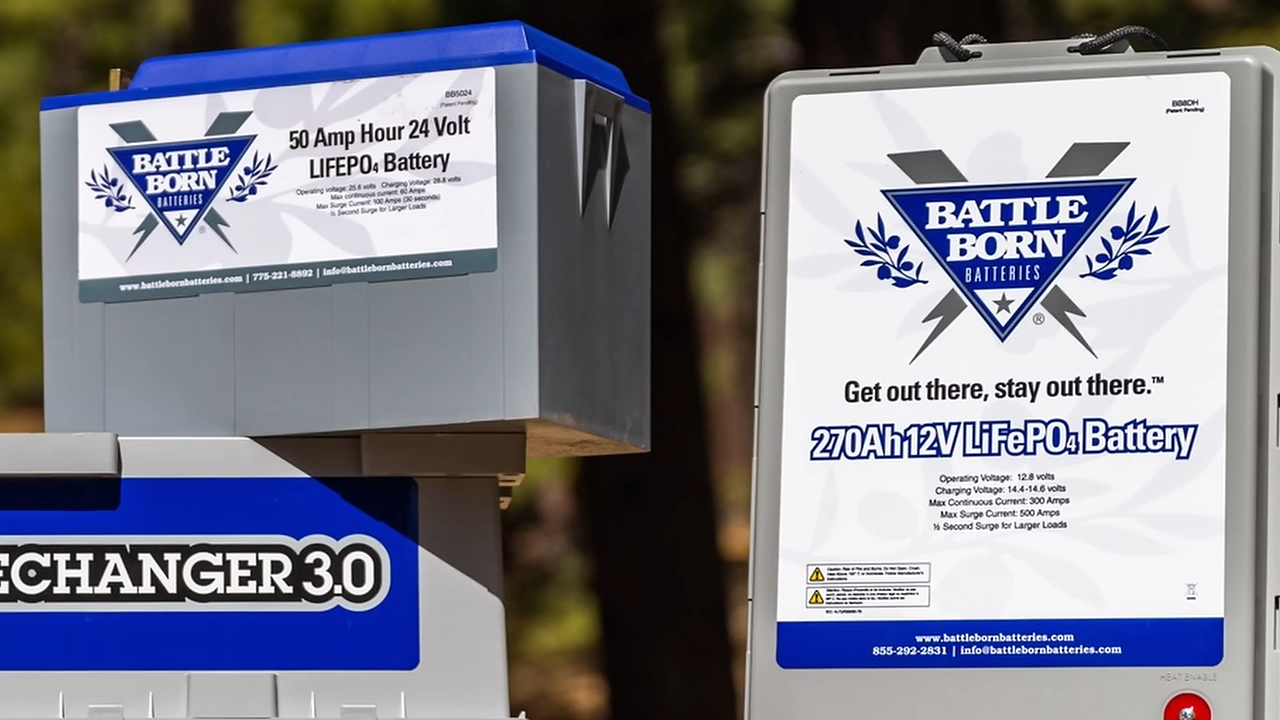 BB5024
(Patent Pending)
BATTLE
BORN
BATTERIES
®
50 Amp Hour 24 Volt
LIFEPO4 Battery
Operating voltage: 25.6 volts Charging Voltage: 28.8 volts
Max continuous current: 60 Amps
Max Surge Current: 100 Amps (30 seconds)
½ Second Surge for Larger Loads
www.battlebornbatteries.com | 775-221-8892 | info@battlebornbatteries.com
ECHANGER 3.0
BB8DH
(Patent Pending)
BATTLE
BORN
BATTERIES
®
Get out there, stay out there.™
270Ah 12V LiFePO4 Battery
Operating Voltage: 12.8 volts
Charging Voltage: 14.4-14.6 volts
Max Continuous Current: 300 Amps
Max Surge Current: 500 Amps
½ Second Surge for Larger Loads
www.battlebornbatteries.com
855-292-2831 | info@battlebornbatteries.com
HEAT ENABLE